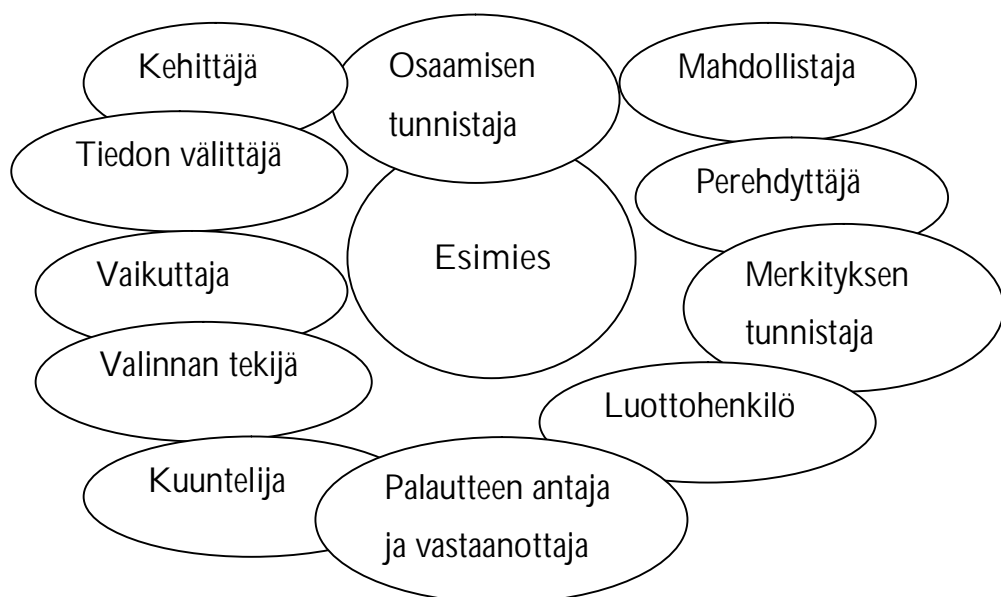 Kehittäjä
Osaamisen
tunnistaja
Mahdollistaja
Tiedon välittäjä
Perehdyttäjä
Esimies
Vaikuttaja
Merkityksen
tunnistaja
Valinnan tekijä
Luottohenkilö
Kuuntelija
Palautteen antaja
ja vastaanottaja